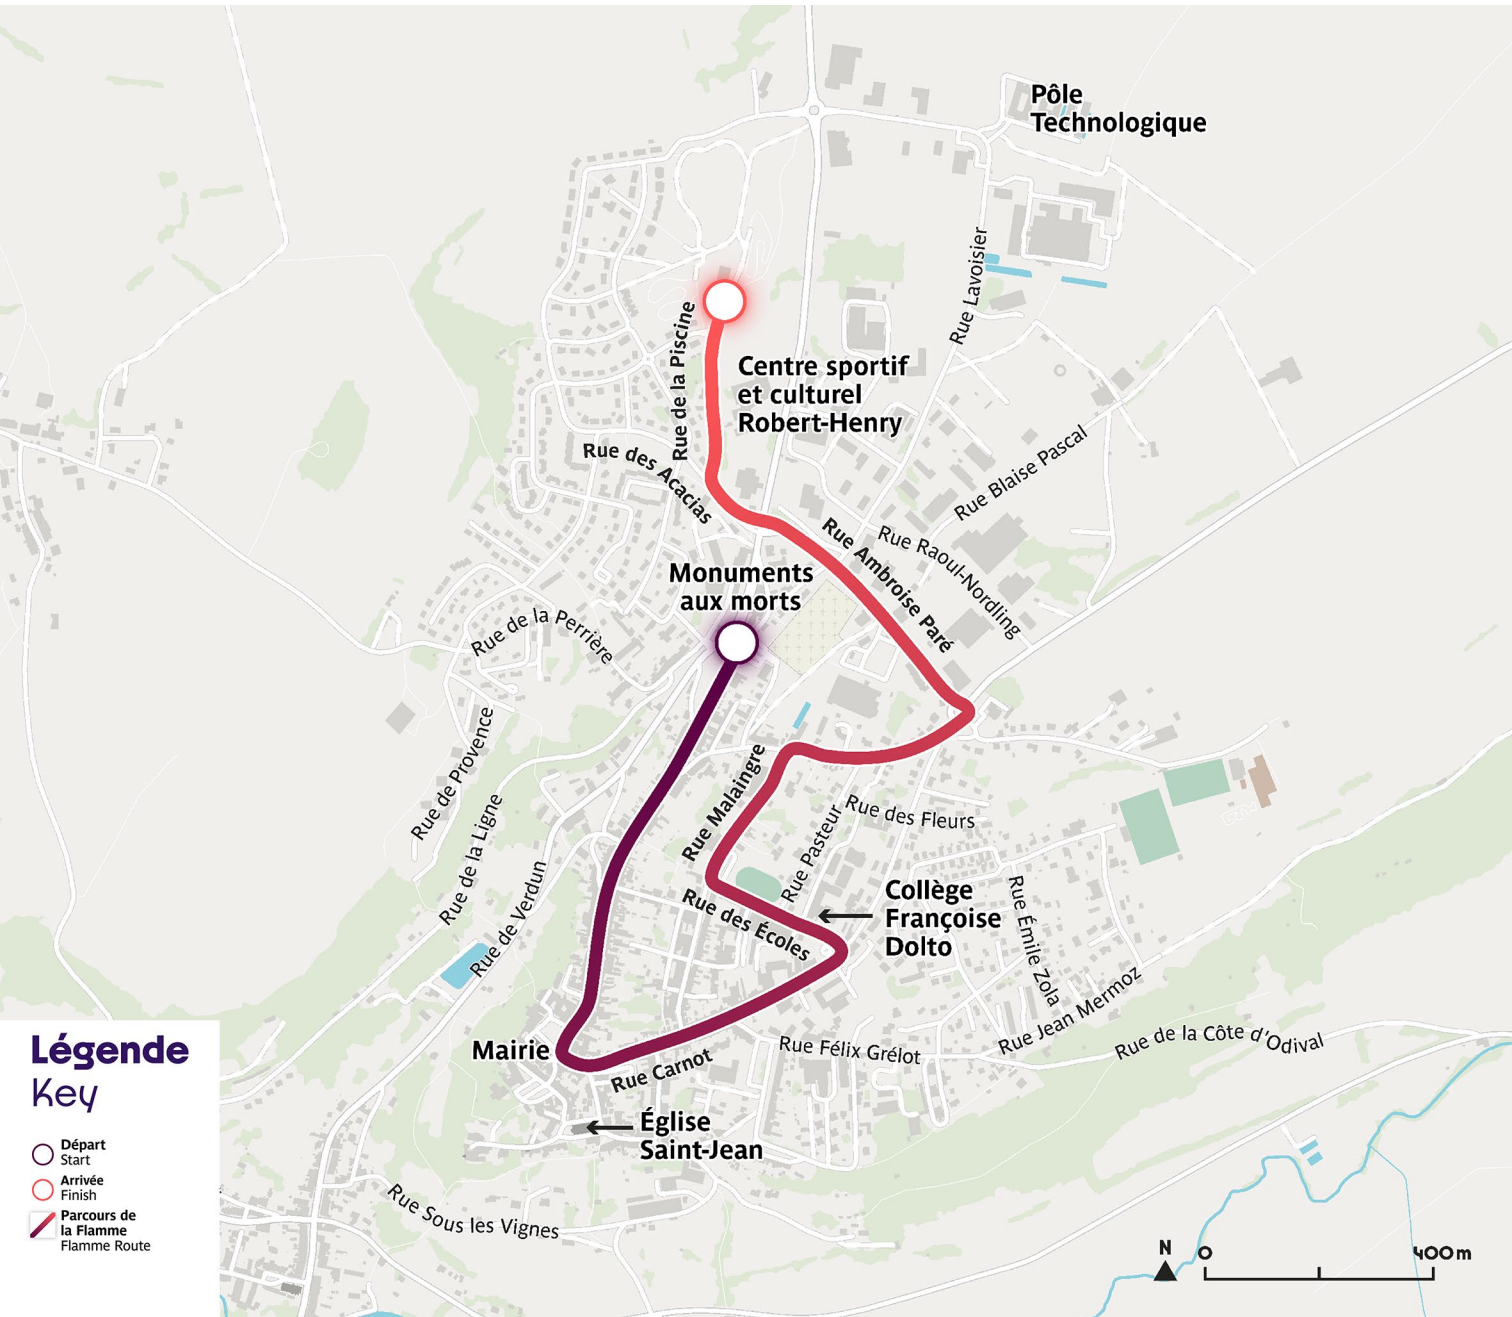 Pôle
Technologique
Rue Lavoisier
Rue de la Piscine
Centre sportif
et culturel
Robert-Henry
Rue des Acacias
Rue Blaise Pascal
Rue Ambroise Paré
Rue Raoul-Nordling
Monuments
aux morts
Rue de la Perrière
Rue de Provence
Rue de la Ligne
Rue de Verdun
Rue Malaingre
Rue Pasteur
Rue des Fleurs
Rue des Écoles
Collège
Françoise
Dolto
Rue Émile Zola
Rue Jean Mermoz
Rue de la Côte d'Odival
Mairie
Rue Carnot
Rue Félix Grélot
Église
Saint-Jean
Rue Sous les Vignes
Légende
Key
Départ
Start
Arrivée
Finish
Parcours de
la Flamme
Flamme Route
N
0
400m